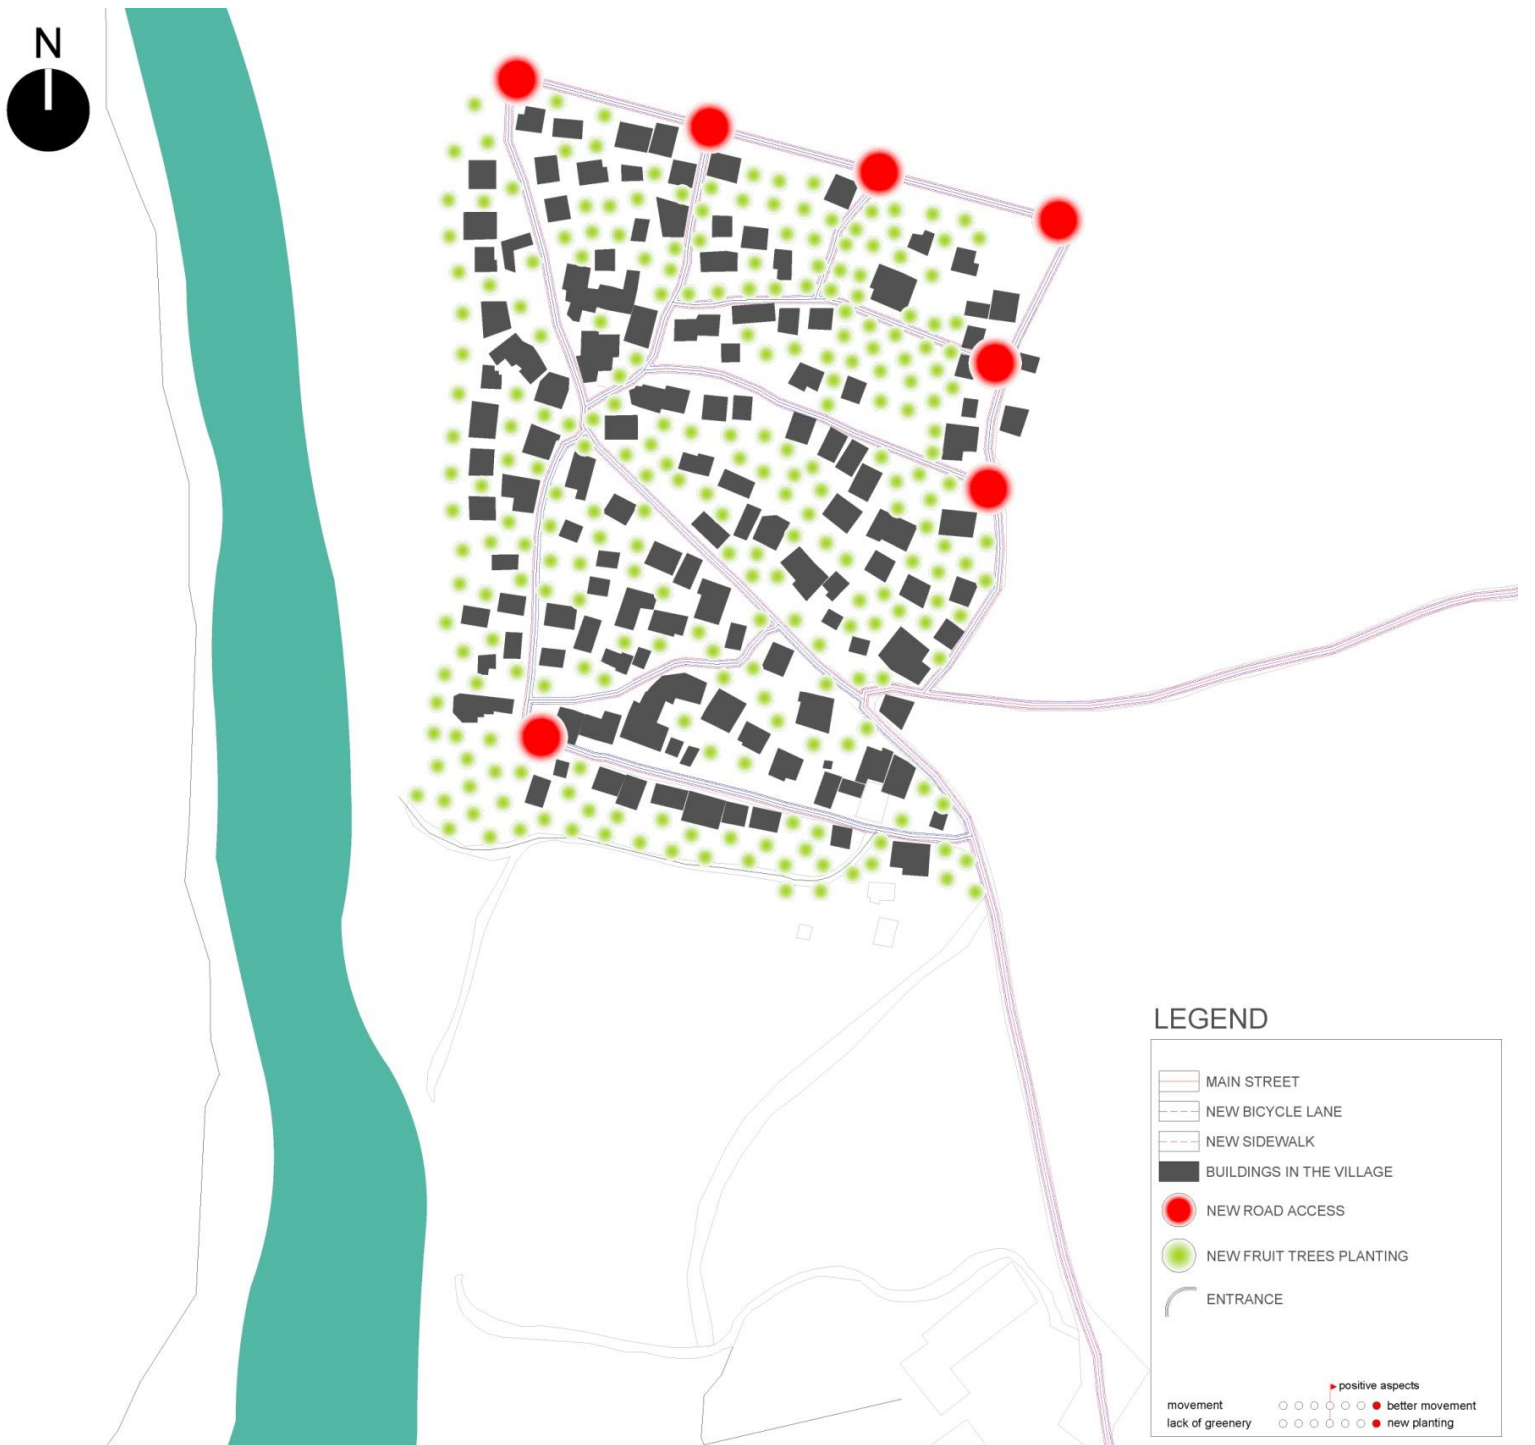 N
LEGEND
MAIN STREET
NEW BICYCLE LANE
NEW SIDEWALK
BUILDINGS IN THE VILLAGE
NEW ROAD ACCESS
NEW FRUIT TREES PLANTING
ENTRANCE
positive aspects
movement better movement
lack of greenery new planting